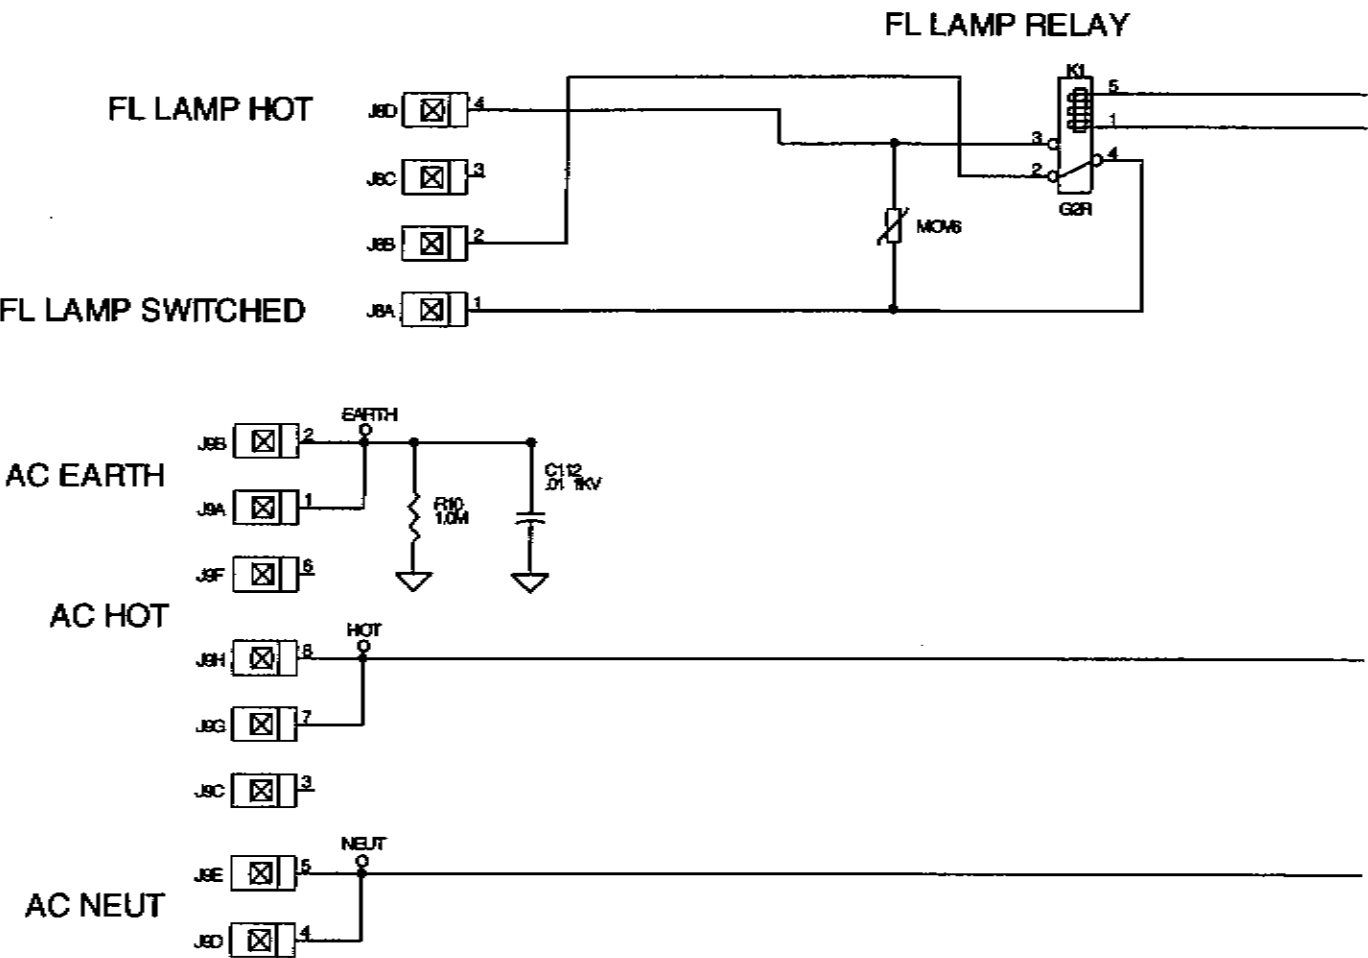 FL LAMP RELAY
K1
5
FL LAMP HOT
J8D
4
1
3
4
J8C
3
2
G2R
MOV6
J8B
2
FL LAMP SWITCHED
J8A
1
EARTH
J9B
2
AC EARTH
C112
.01 1KV
J9A
1
R10
1.0M
J9F
6
AC HOT
HOT
J9H
8
J9G
7
J9C
3
NEUT
J9E
5
AC NEUT
J9D
4